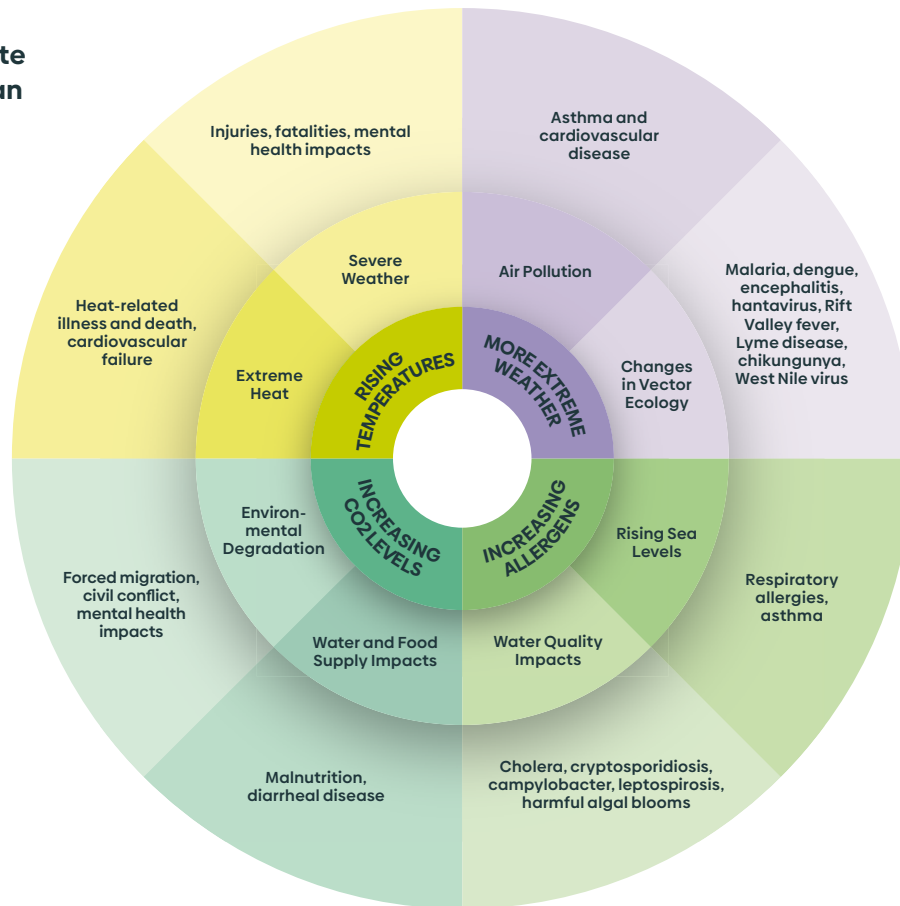 te
an
Injuries, fatalities, mental
health impacts
Asthma and
cardiovascular
disease
Severe
Weather
Air Pollution
Malaria, dengue,
encephalitis,
hantavirus, Rift
Valley fever,
Lyme disease,
chikungunya,
West Nile virus
Heat-related
illness and death,
cardiovascular
failure
Extreme
Heat
RISING
TEMPERATURES
MORE EXTREME
WEATHER
Changes
in Vector
Ecology
Environ-
mental
Degradation
INCREASING
CO2 LEVELS
INCREASING
ALLERGENS
Rising Sea
Levels
Forced migration,
civil conflict,
mental health
impacts
Water and Food
Supply Impacts
Water Quality
Impacts
Respiratory
allergies,
asthma
Malnutrition,
diarrheal disease
Cholera, cryptosporidiosis,
campylobacter, leptospirosis,
harmful algal blooms